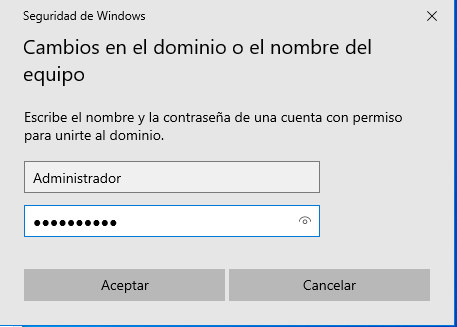 Seguridad de Windows
Cambios en el dominio o el nombre del
equipo
Escribe el nombre y la contraseña de una cuenta con permiso
para unirte al dominio.
Administrador
●●●●●●●●●●
Aceptar
Cancelar